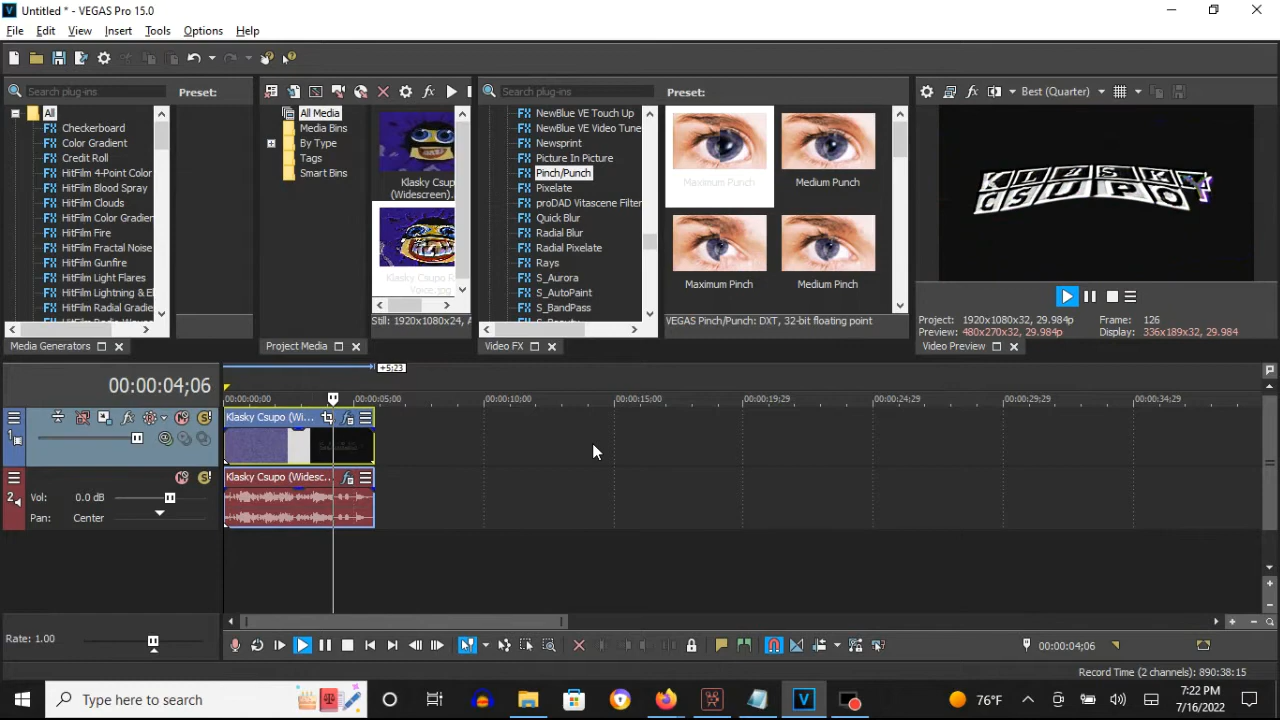 Untitled * - VEGAS Pro 15.0
File Edit View Insert Tools Options Help
Search plug-ins
Preset:
All
Checkerboard
Color Gradient
Credit Roll
HitFilm 4-Point Color
HitFilm Blood Spray
HitFilm Clouds
HitFilm Color Gradien
HitFilm Fire
HitFilm Fractal Noise
HitFilm Gunfire
HitFilm Light Flares
HitFilm Lightning & El
HitFilm Radial Gradie
Media Generators
All Media
Media Bins
By Type
Tags
Smart Bins
Klasky Csup
(Widescreen).
Klasky Csupo R
Voice.jpg
Still: 1920x1080x24, A
Project Media
Search plug-ins
NewBlue VE Touch Up
NewBlue VE Video Tune
Newsprint
Picture In Picture
Pinch/Punch
Pixelate
proDAD Vitascene Filter
Quick Blur
Radial Blur
Radial Pixelate
Rays
S_Aurora
S_AutoPaint
S_BandPass
Video FX
Preset:
Maximum Punch
Medium Punch
Maximum Pinch
Medium Pinch
VEGAS Pinch/Punch: DXT, 32-bit floating point
Best (Quarter)
KLASKY
CSUPO
Project: 1920x1080x32, 29.984p
Frame: 126
Preview: 480x270x32, 29.984p
Display: 336x189x32, 29.984
Video Preview
00:00:04;06
+5;23
00:00:00;00 00:00:05;00 00:00:10;00 00:00:15;00 00:00:19;29 00:00:24;29 00:00:29;29 00:00:34;29
1
Klasky Csupo (Wi...
2
Klasky Csupo (Widesc...
Vol: 0.0 dB
Pan: Center
Rate: 1.00
00:00:04;06
Record Time (2 channels): 890:38:15
Type here to search
76°F
7:22 PM
7/16/2022